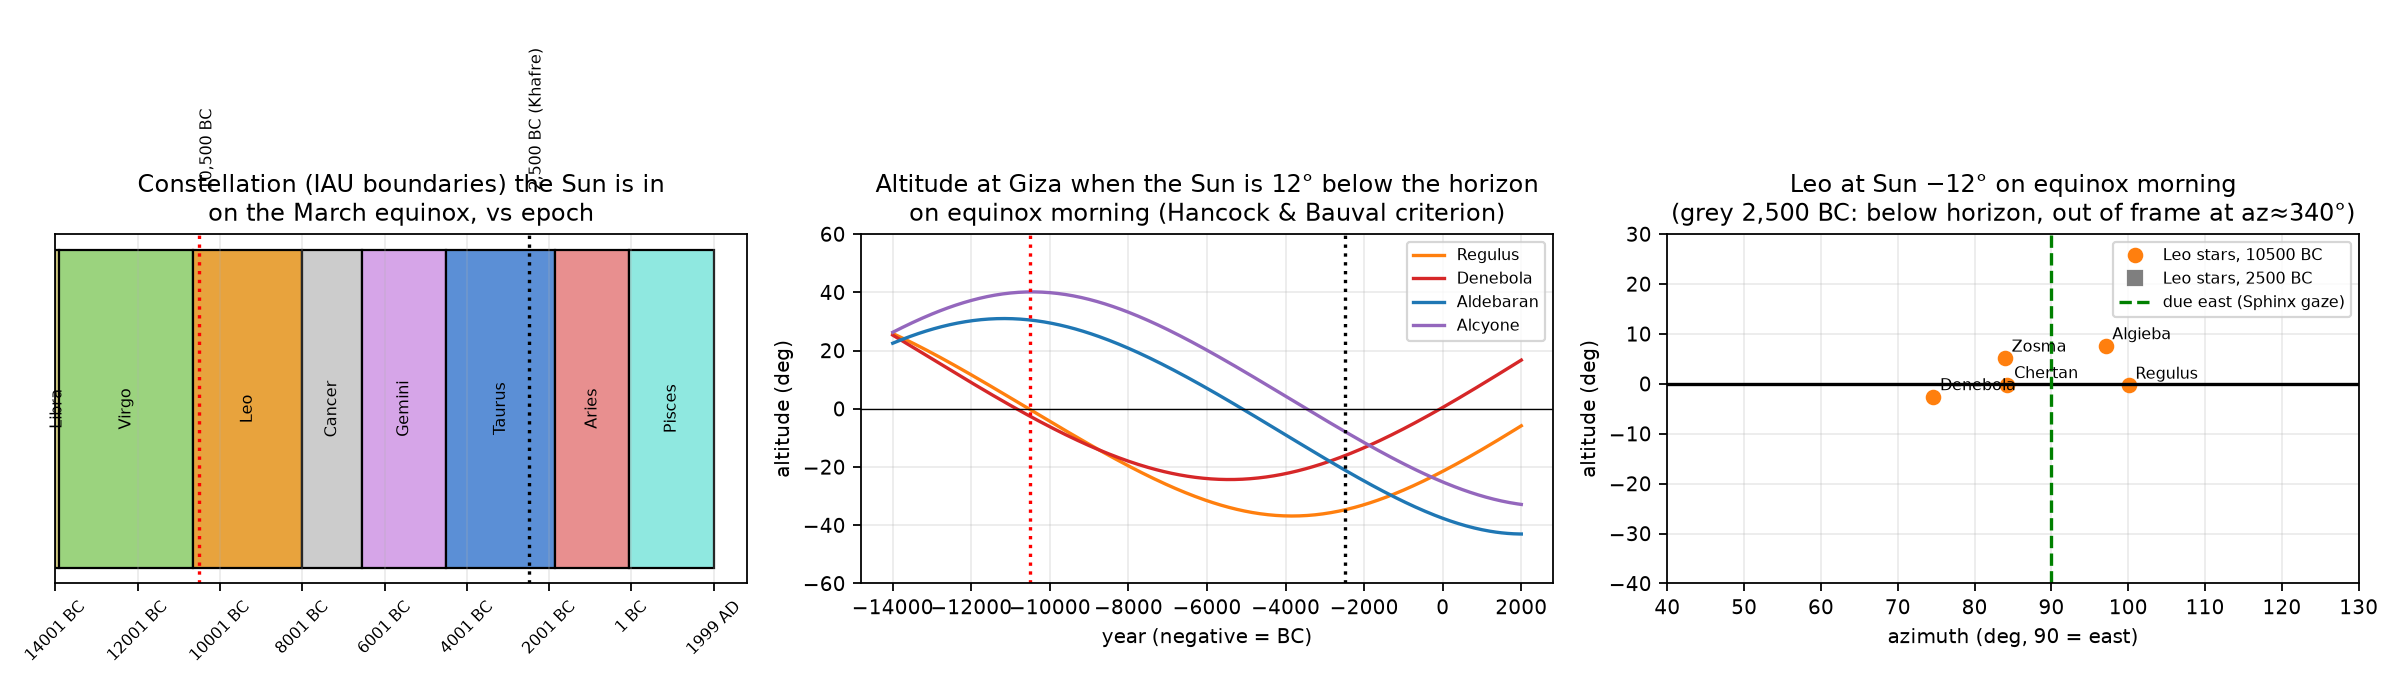 10,500 BC
2,500 BC (Khafre)
Constellation (IAU boundaries) the Sun is in
on the March equinox, vs epoch
Libra
Virgo
Leo
Cancer
Gemini
Taurus
Aries
Pisces
14001 BC
12001 BC
10001 BC
8001 BC
6001 BC
4001 BC
2001 BC
1 BC
1999 AD
Altitude at Giza when the Sun is 12° below the horizon
on equinox morning (Hancock & Bauval criterion)
altitude (deg)
60
40
20
0
−20
−40
−60
Regulus
Denebola
Aldebaran
Alcyone
−14000 −12000 −10000 −8000 −6000 −4000 −2000 0 2000
year (negative = BC)
Leo at Sun −12° on equinox morning
(grey 2,500 BC: below horizon, out of frame at az≈340°)
altitude (deg)
30
20
10
0
−10
−20
−30
−40
Leo stars, 10500 BC
Leo stars, 2500 BC
due east (Sphinx gaze)
Algieba
Zosma
Chertan
Regulus
Denebola
40 50 60 70 80 90 100 110 120 130
azimuth (deg, 90 = east)